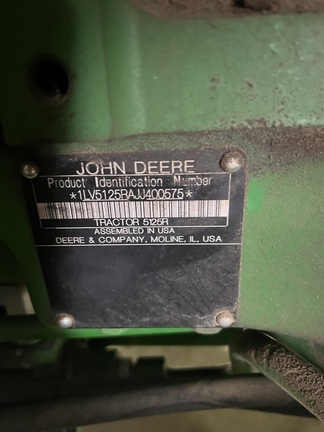 JOHN DEERE
Product Identification Number
*1LV5125RAJJ400575*
TRACTOR 5125R
ASSEMBLED IN USA
DEERE & COMPANY, MOLINE, IL, USA